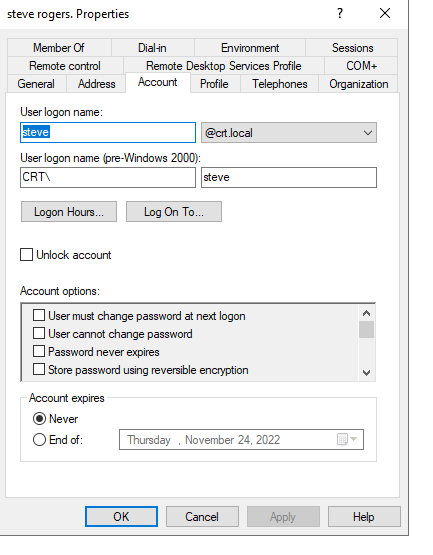 steve rogers. Properties ? ×
Member Of Dial-in Environment Sessions
Remote control Remote Desktop Services Profile COM+
General Address Account Profile Telephones Organization
User logon name:
steve @crt.local
User logon name (pre-Windows 2000):
CRT\ steve
Logon Hours... Log On To...
Unlock account
Account options:
User must change password at next logon
User cannot change password
Password never expires
Store password using reversible encryption
Account expires
Never
End of: Thursday , November 24, 2022
OK Cancel Apply Help